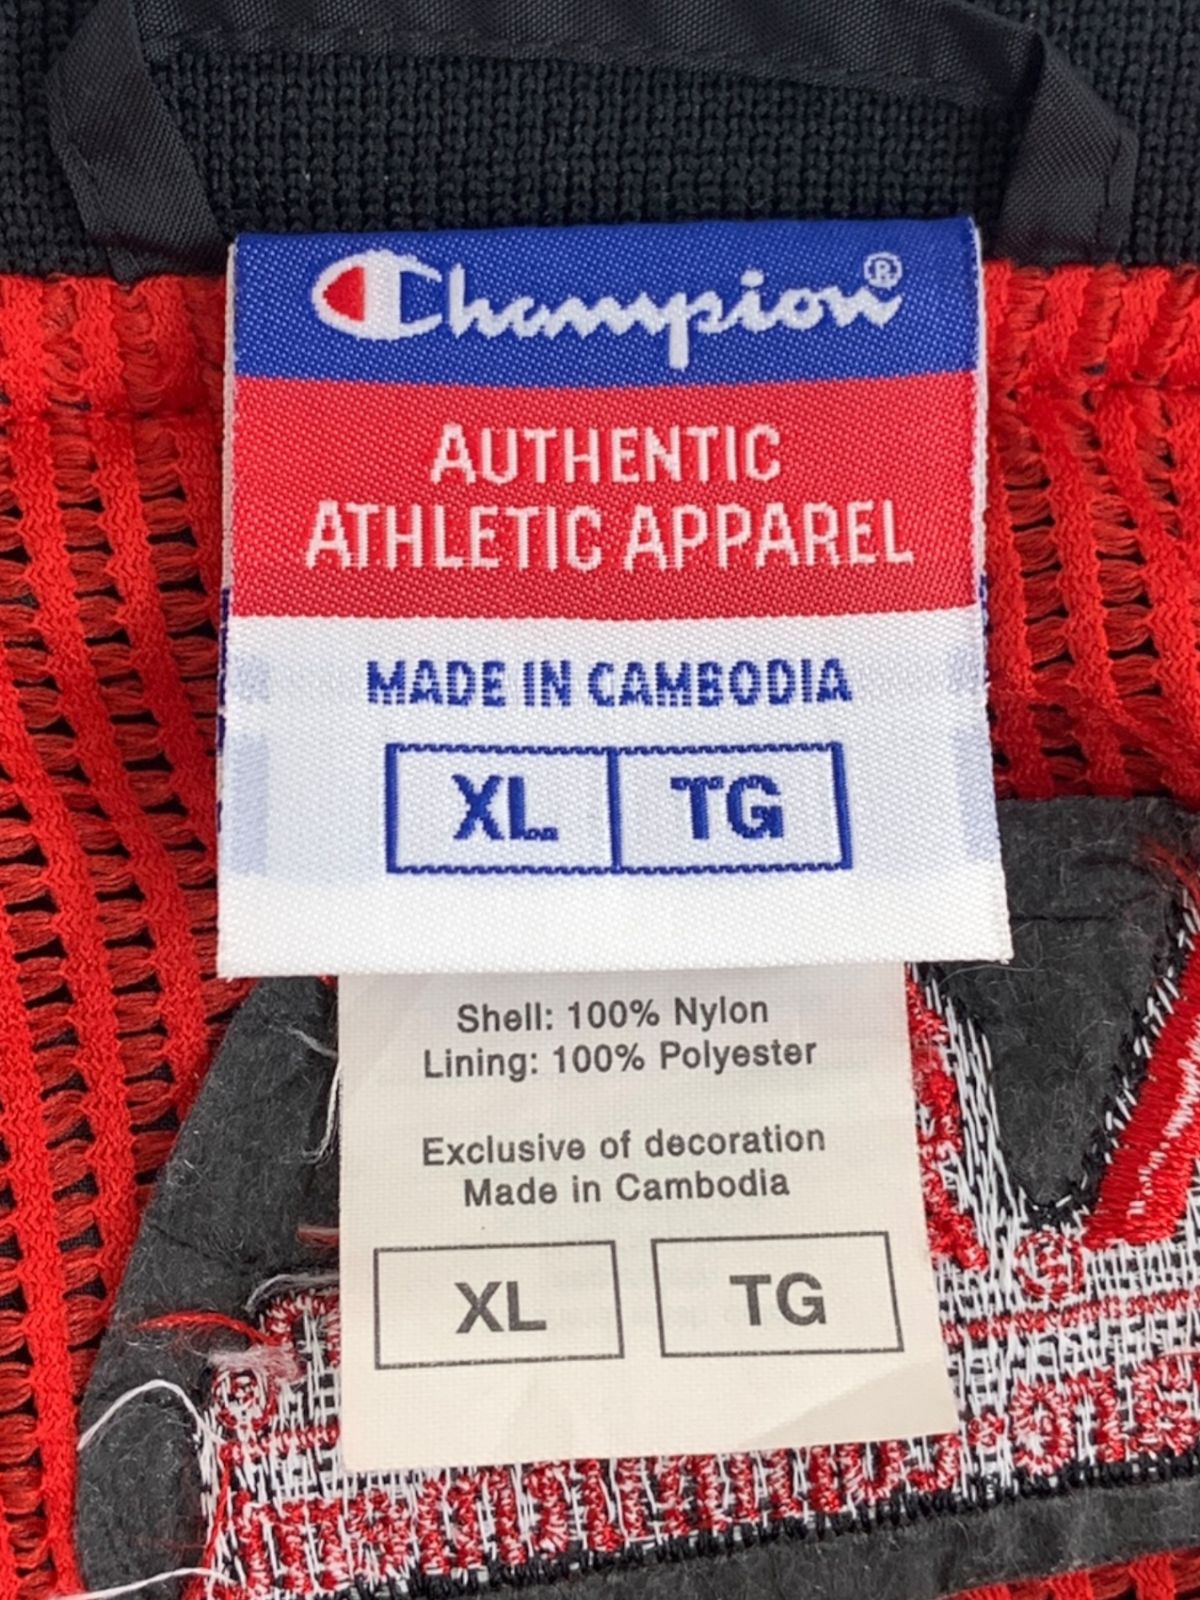 Champion®
AUTHENTIC
ATHLETIC APPAREL
MADE IN CAMBODIA
XL TG
Shell: 100% Nylon
Lining: 100% Polyester
Exclusive of decoration
Made in Cambodia
XL TG